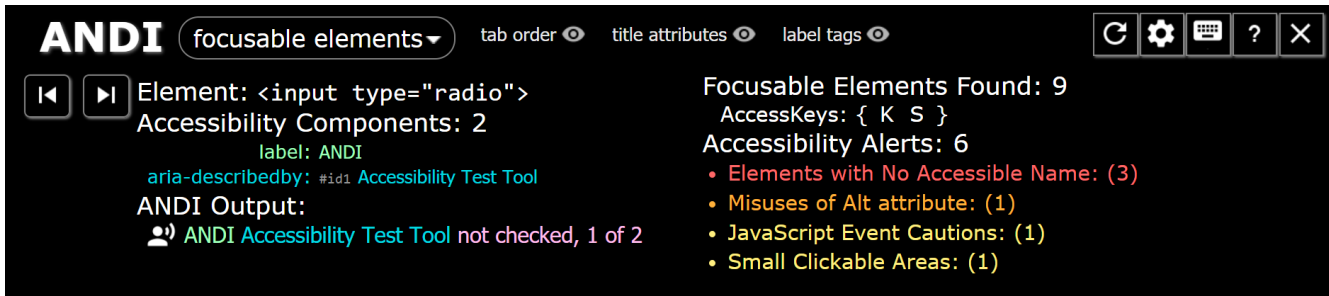 ANDI focusable elements tab order title attributes label tags ?
Element: <input type="radio">
Accessibility Components: 2
label: ANDI
aria-describedby: #id1 Accessibility Test Tool
ANDI Output:
ANDI Accessibility Test Tool not checked, 1 of 2
Focusable Elements Found: 9
AccessKeys: { K S }
Accessibility Alerts: 6
• Elements with No Accessible Name: (3)
• Misuses of Alt attribute: (1)
• JavaScript Event Cautions: (1)
• Small Clickable Areas: (1)